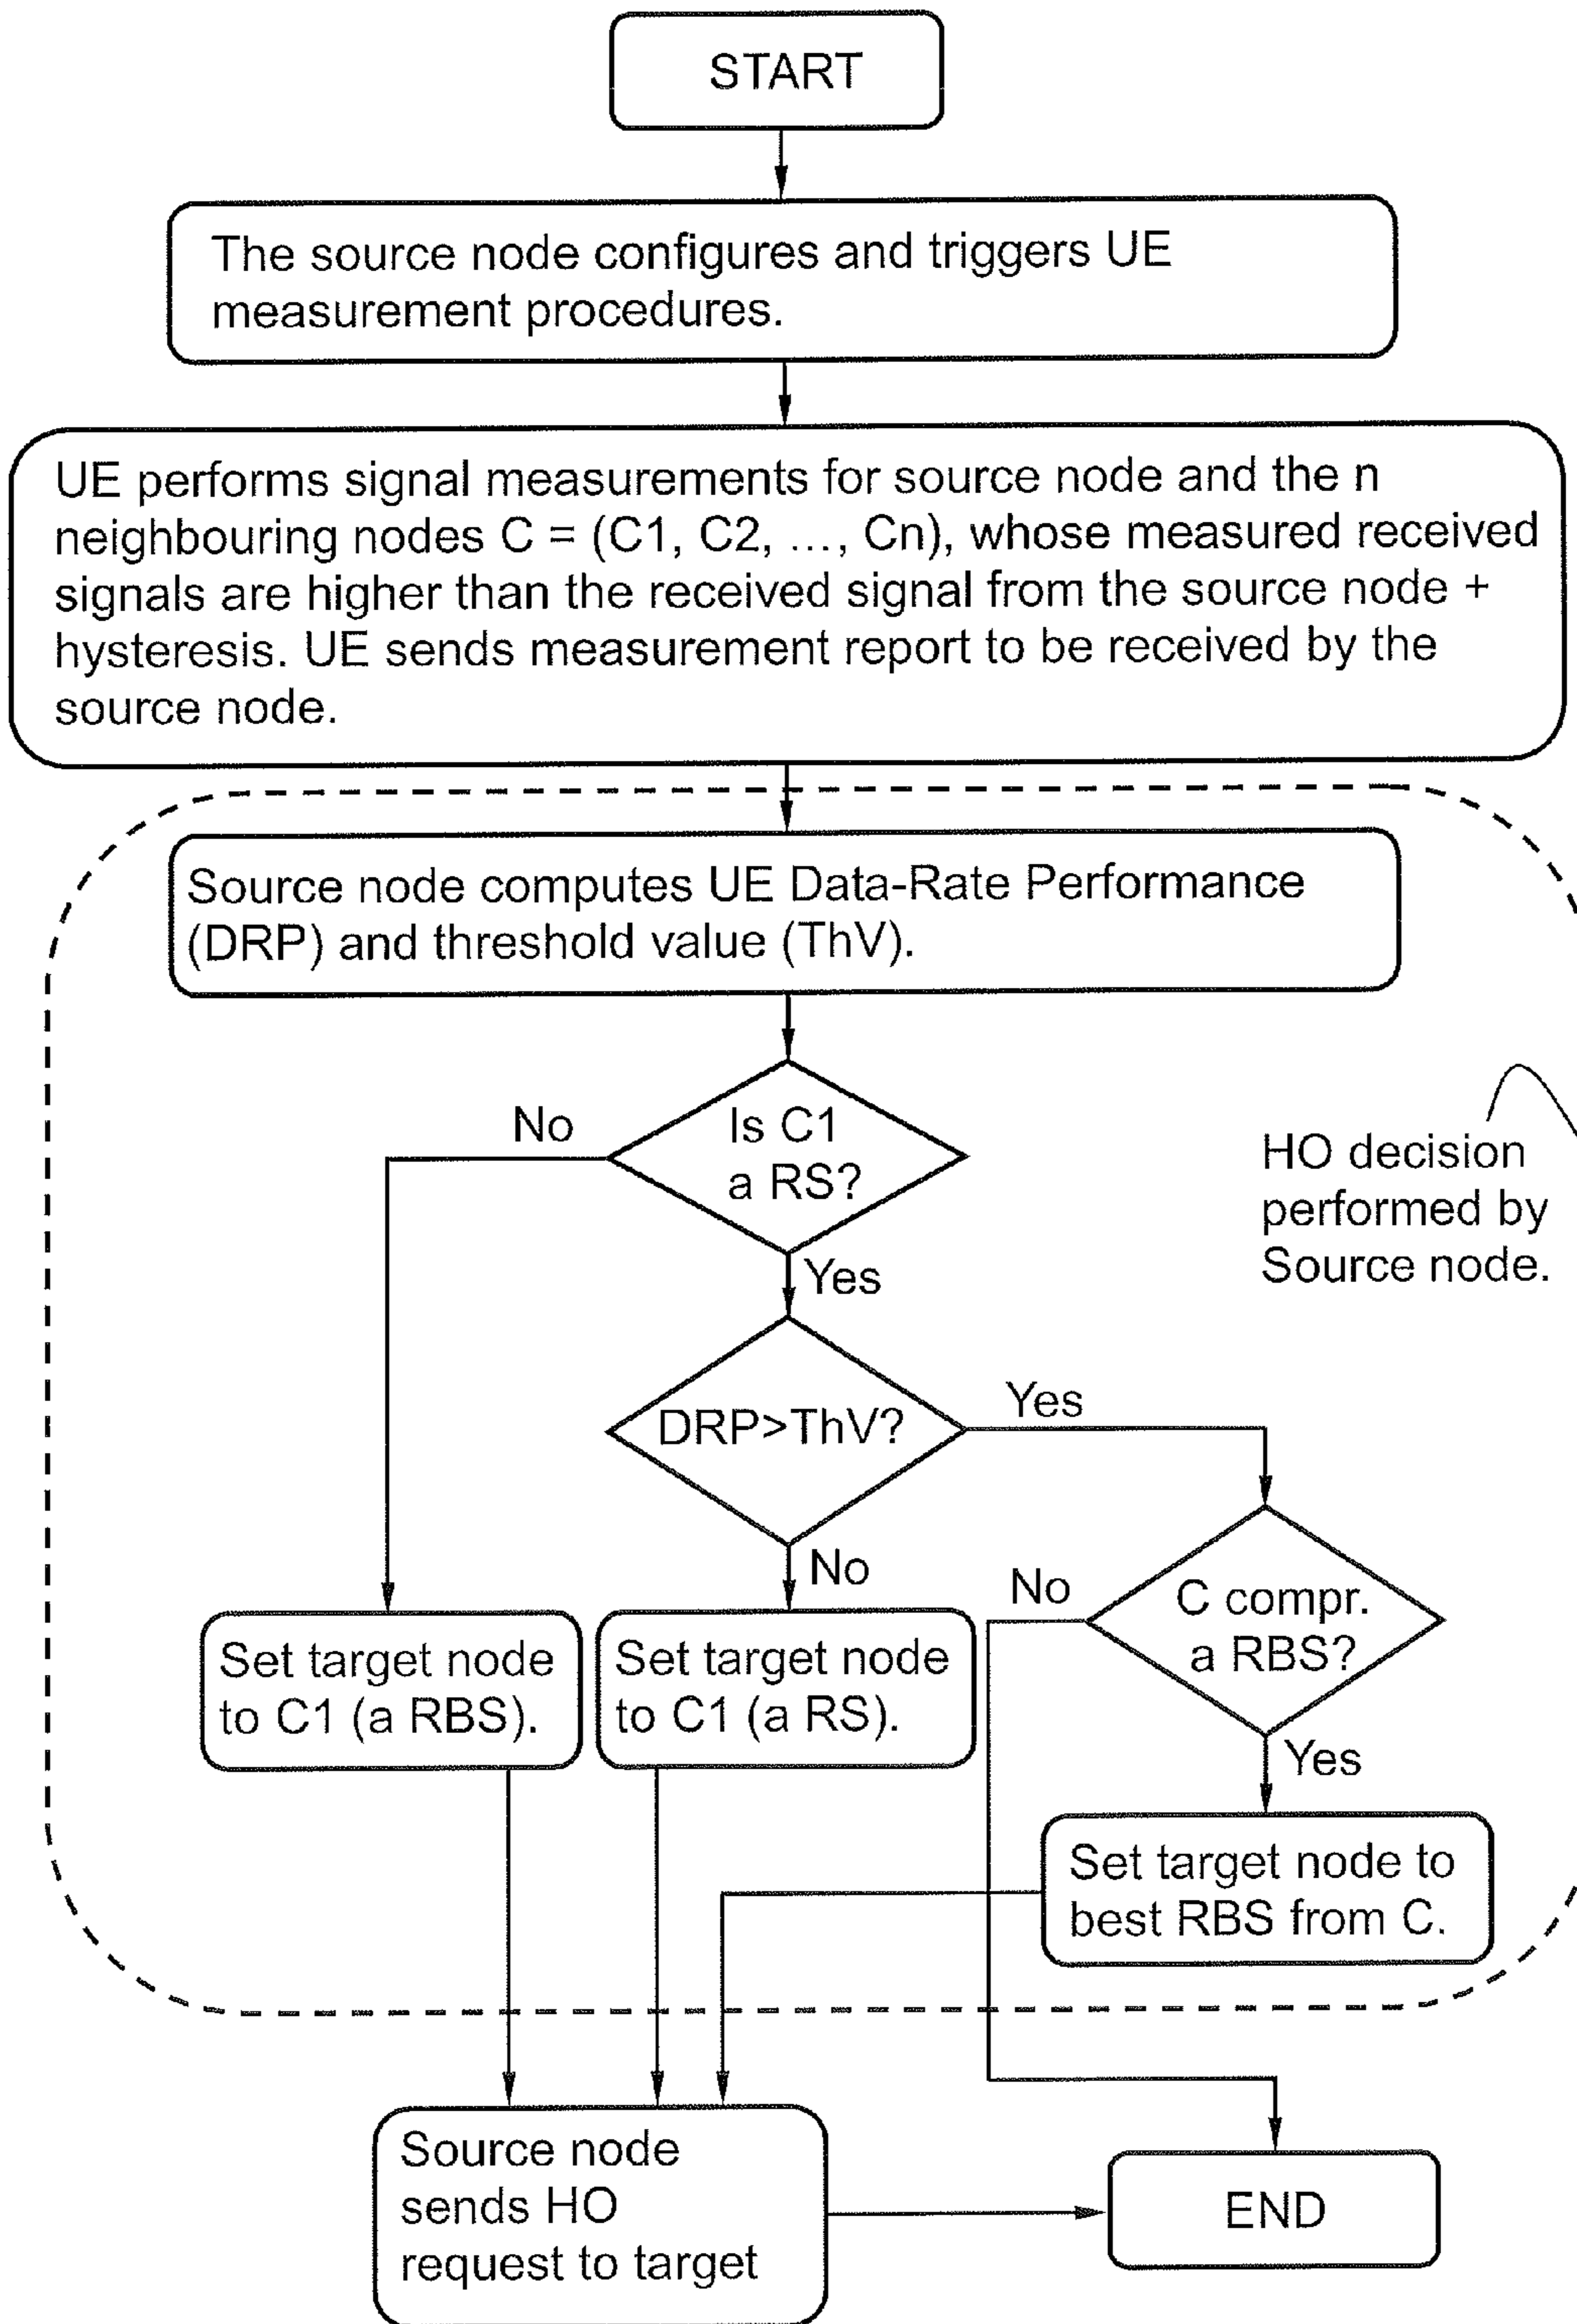 START
The source node configures and triggers UE
measurement procedures.
UE performs signal measurements for source node and the n
neighbouring nodes C = (C1, C2, ..., Cn), whose measured received
signals are higher than the received signal from the source node +
hysteresis. UE sends measurement report to be received by the
source node.
Source node computes UE Data-Rate Performance
(DRP) and threshold value (ThV).
No
Is C1
a RS?
HO decision
performed by
Source node.
Yes
DRP>ThV?
Yes
No
No
C compr.
a RBS?
Set target node
to C1 (a RBS).
Set target node
to C1 (a RS).
Yes
Set target node to
best RBS from C.
Source node
sends HO
request to target
END